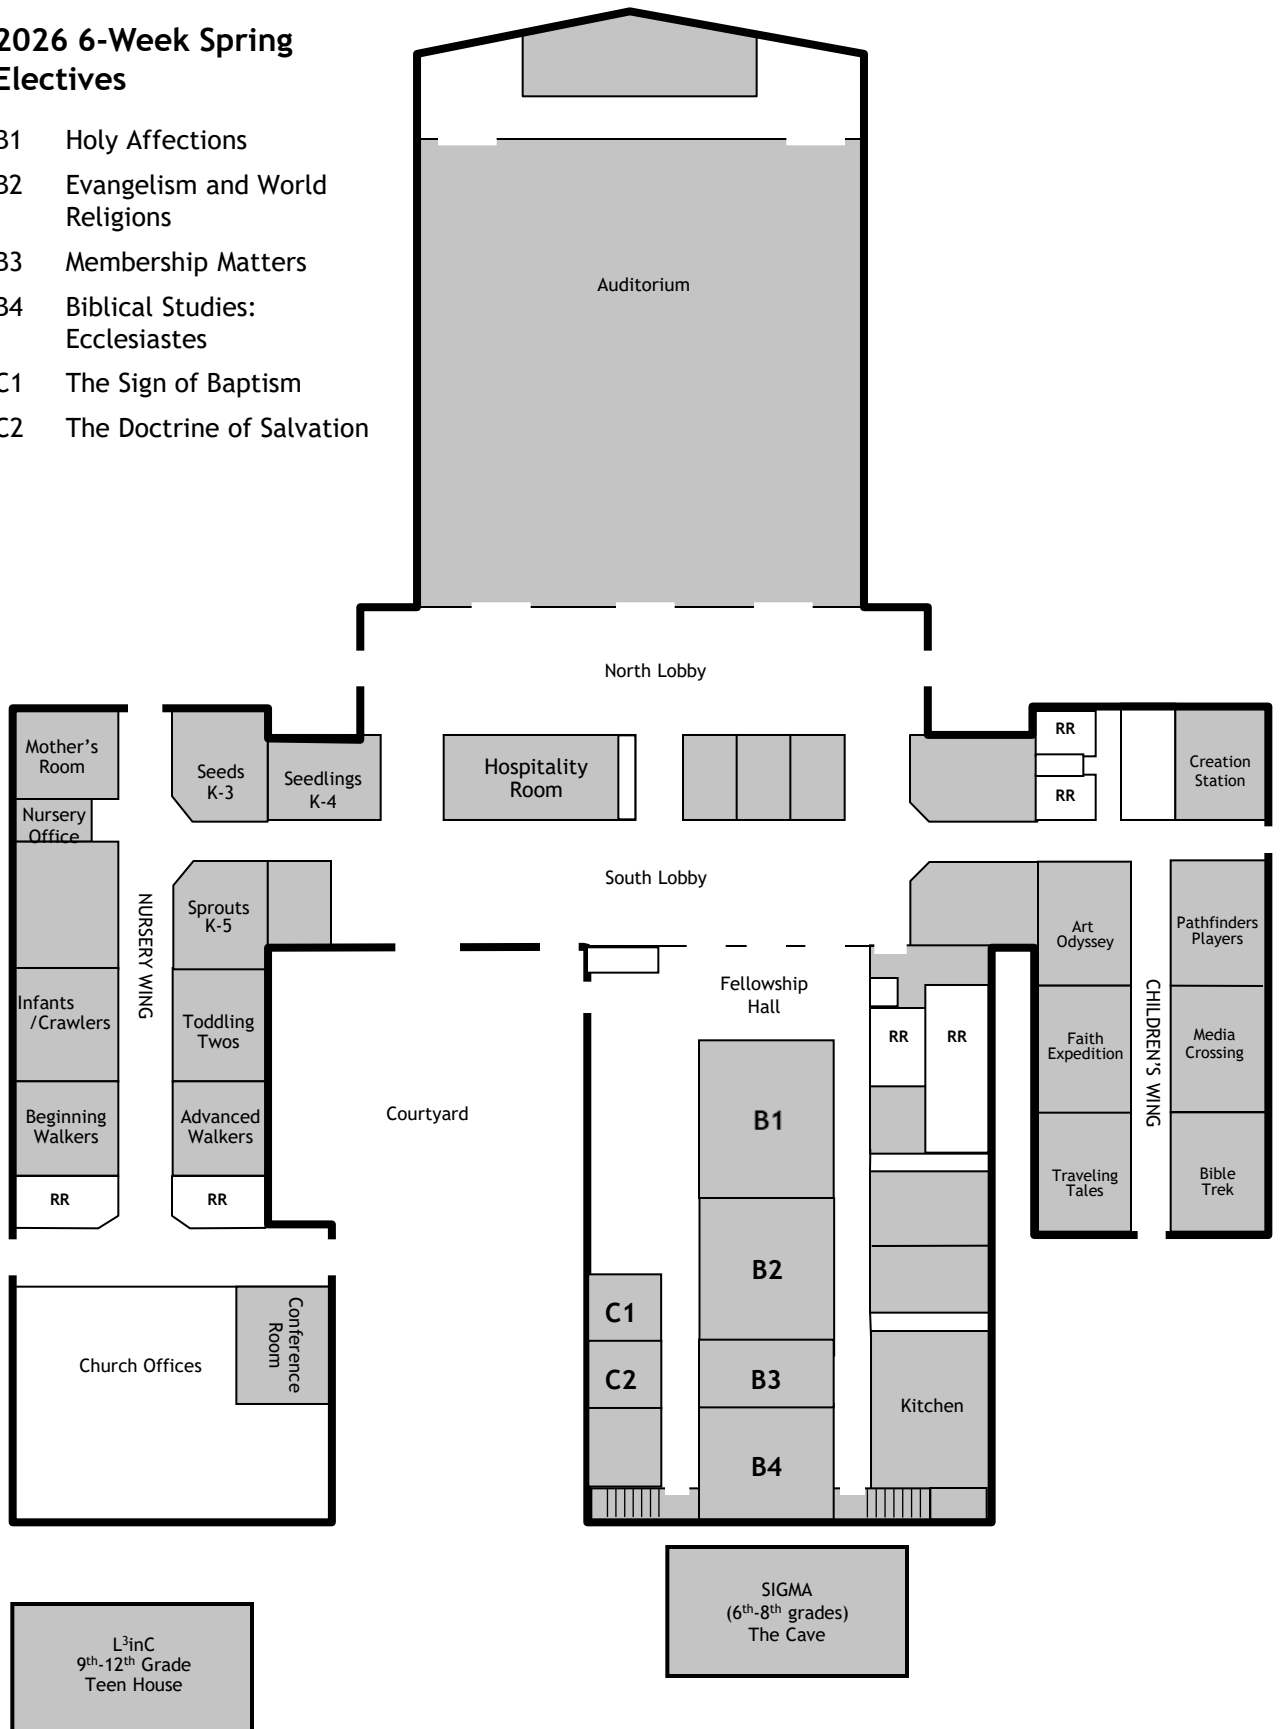 2026 6-Week Spring
Electives
B1 Holy Affections
B2 Evangelism and World
Religions
B3 Membership Matters
B4 Biblical Studies:
Ecclesiastes
C1 The Sign of Baptism
C2 The Doctrine of Salvation
Auditorium
North Lobby
Mother's
Room
Nursery
Office
Seeds
K-3
Seedlings
K-4
Hospitality
Room
RR
RR
Creation
Station
South Lobby
NURSERY WING
Sprouts
K-5
Infants
/Crawlers
Toddling
Twos
Beginning
Walkers
Advanced
Walkers
RR
RR
Courtyard
Fellowship
Hall
RR
RR
Art
Odyssey
Pathfinders
Players
CHILDREN'S WING
Faith
Expedition
Media
Crossing
Traveling
Tales
Bible
Trek
B1
B2
B3
B4
C1
C2
Kitchen
Church Offices
Conference
Room
SIGMA
(6th-8th grades)
The Cave
L³inC
9th-12th Grade
Teen House